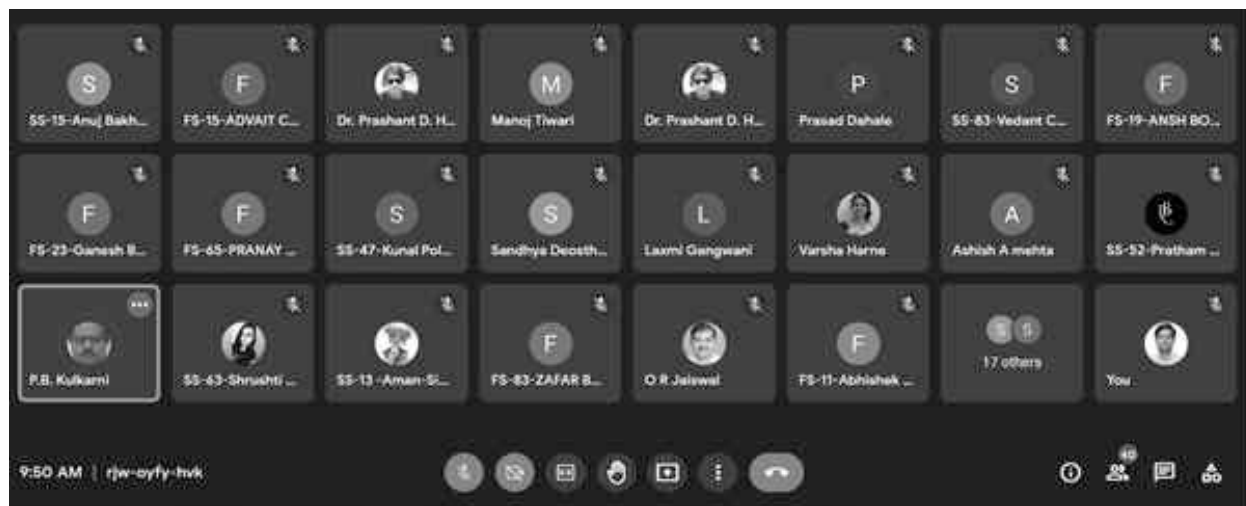 S F M P S F
SS-15-Anuj Bakh... FS-15-ADVAIT C... Dr. Prashant D. H... Manoj Tiwari Dr. Prashant D. H... Prasad Dahale SS-83-Vedant C... FS-19-ANSH BO...
F F S S L A
FS-23-Ganesh B... FS-65-PRANAY ... SS-47-Kunal Pol... Sandhya Deosth... Laxmi Gangwani Varsha Harne Ashish A mehta SS-52-Pratham ...
F F S S
P.B. Kulkarni SS-63-Shrushti ... SS-13 -Aman-Si... FS-83-ZAFAR B... O R Jaiswal FS-11-Abhishek ... 17 others You
9:50 AM | rjw-oyfy-hvk 40